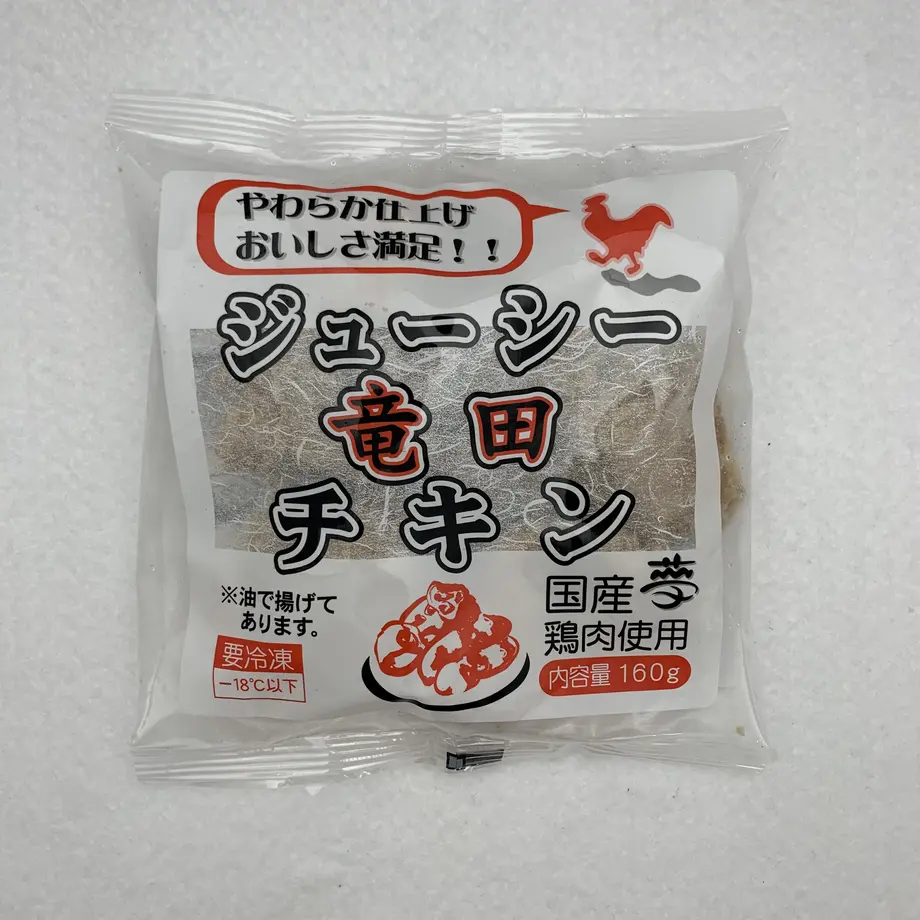 やわらか仕上げ
おいしさ満足！！
ジューシー
竜田
チキン
※油で揚げて
あります。
要冷凍
－18℃以下
国産
鶏肉使用
内容量 160g